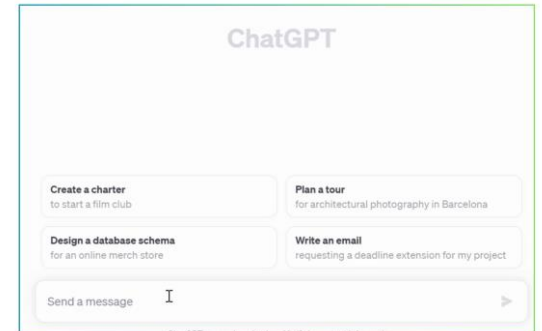 ChatGPT
Create a charter
to start a film club
Plan a tour
for architectural photography in Barcelona
Design a database schema
for an online merch store
Write an email
requesting a deadline extension for my project
Send a message